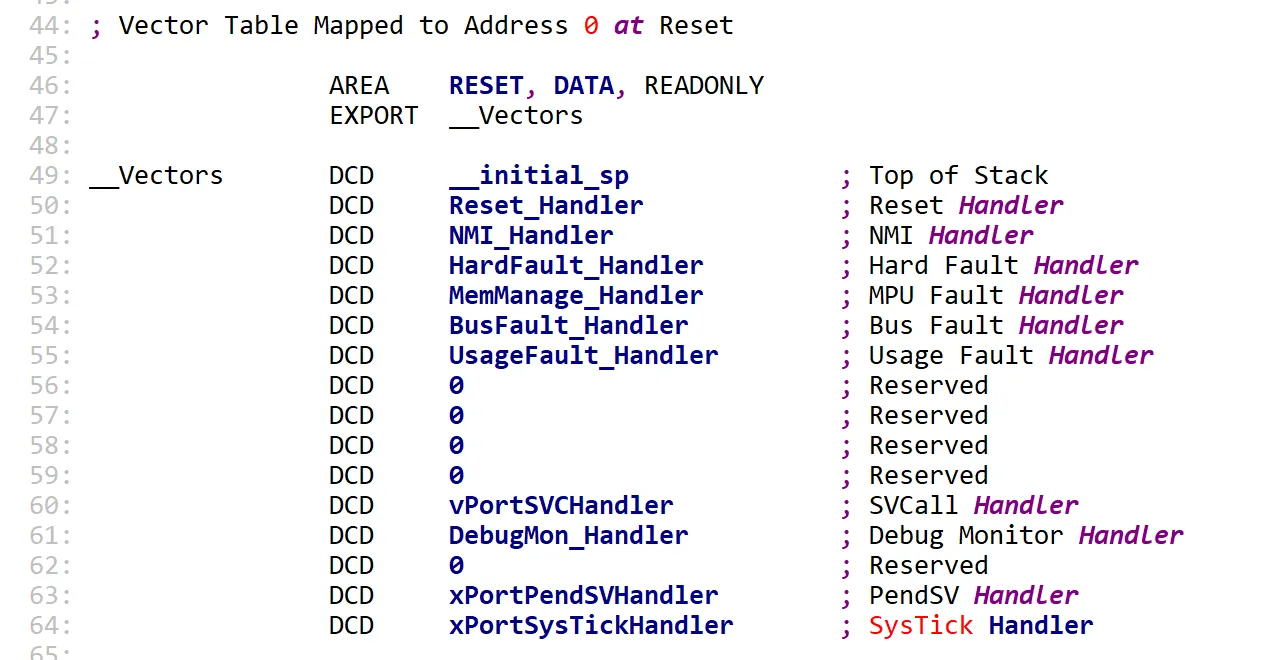 44: ; Vector Table Mapped to Address 0 at Reset
45:
46: AREA RESET, DATA, READONLY
47: EXPORT __Vectors
48:
49: __Vectors DCD __initial_sp ; Top of Stack
50: DCD Reset_Handler ; Reset Handler
51: DCD NMI_Handler ; NMI Handler
52: DCD HardFault_Handler ; Hard Fault Handler
53: DCD MemManage_Handler ; MPU Fault Handler
54: DCD BusFault_Handler ; Bus Fault Handler
55: DCD UsageFault_Handler ; Usage Fault Handler
56: DCD 0 ; Reserved
57: DCD 0 ; Reserved
58: DCD 0 ; Reserved
59: DCD 0 ; Reserved
60: DCD vPortSVCHandler ; SVCall Handler
61: DCD DebugMon_Handler ; Debug Monitor Handler
62: DCD 0 ; Reserved
63: DCD xPortPendSVHandler ; PendSV Handler
64: DCD xPortSysTickHandler ; SysTick Handler
65: